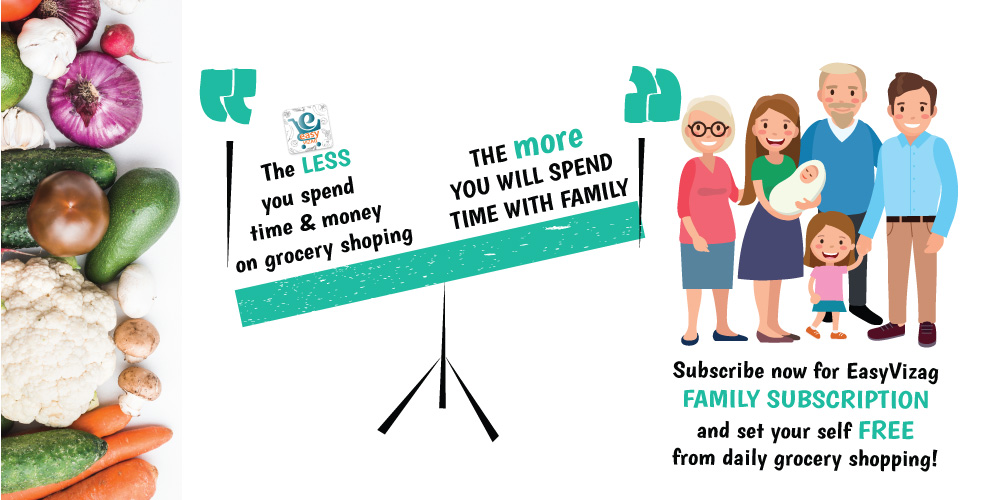 easy
The LESS
you spend
time & money
on grocery shoping
THE more
YOU WILL SPEND
TIME WITH FAMILY
Subscribe now for EasyVizag
FAMILY SUBSCRIPTION
and set your self FREE
from daily grocery shopping!